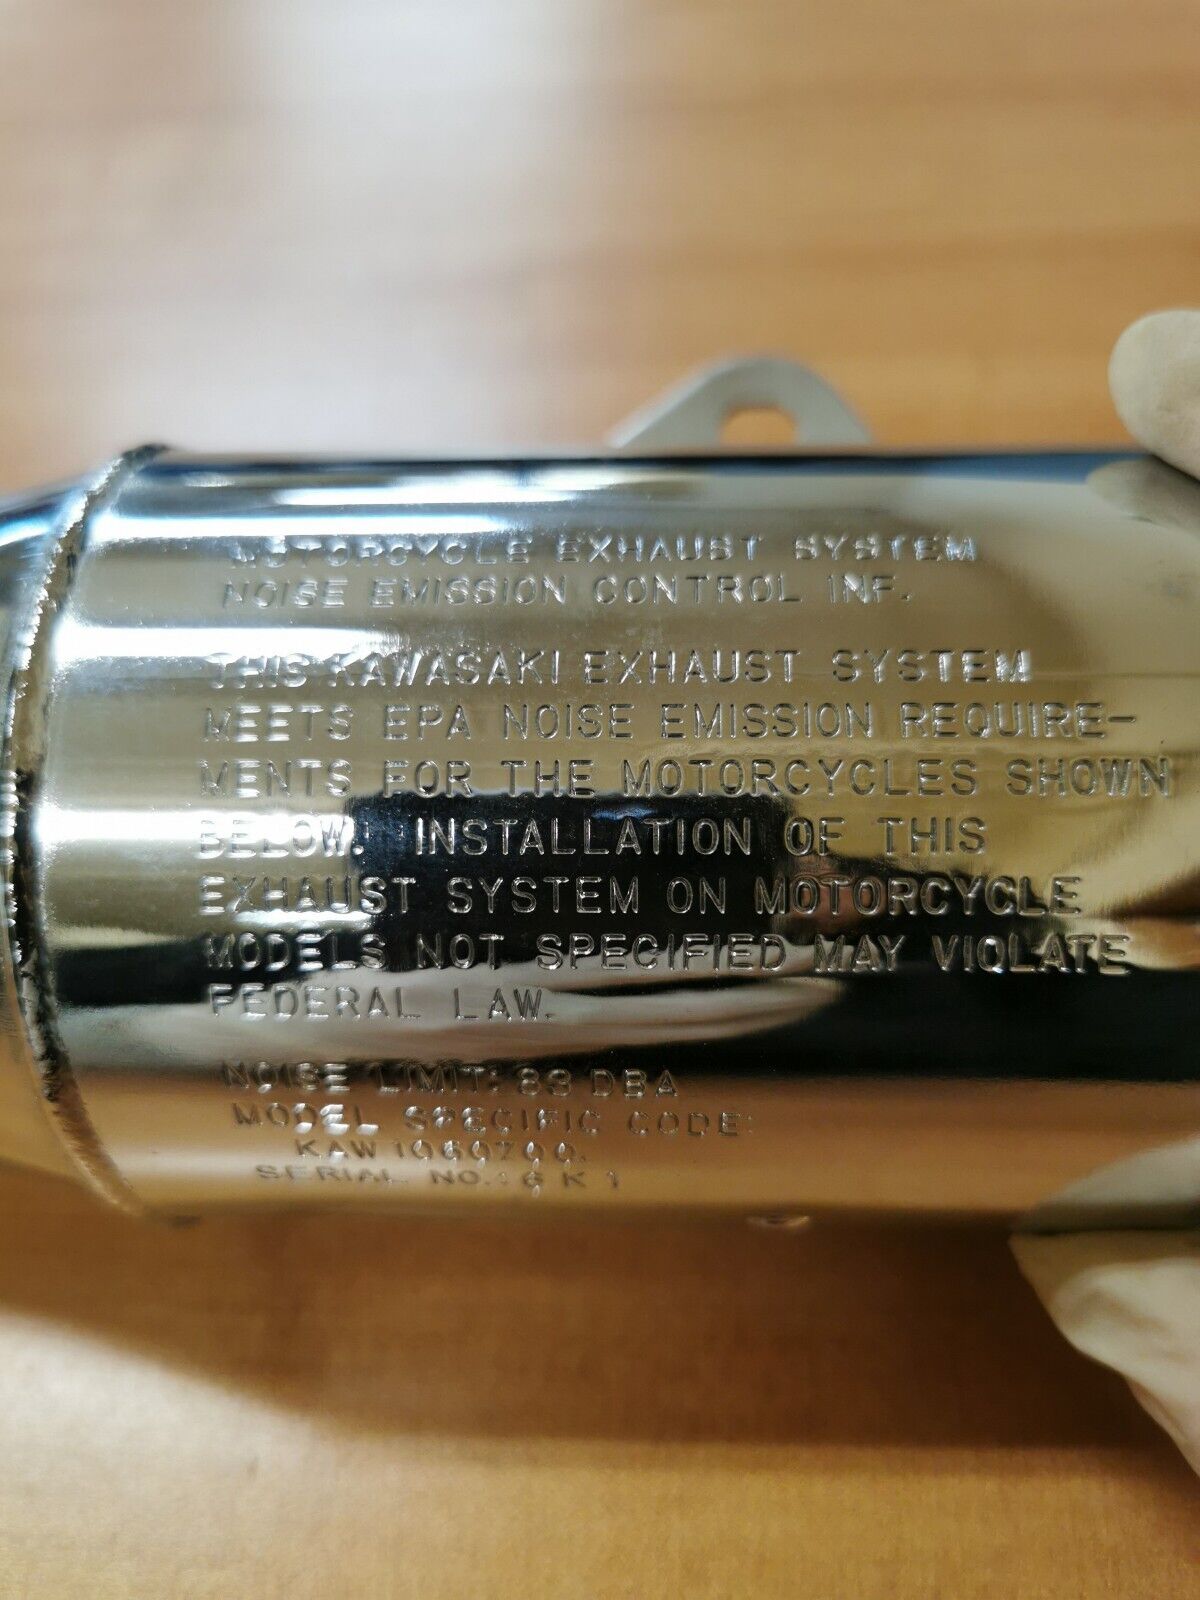 MOTORCYCLE EXHAUST SYSTEM
NOISE EMISSION CONTROL INF.
THIS KAWASAKI EXHAUST SYSTEM
MEETS EPA NOISE EMISSION REQUIRE-
MENTS FOR THE MOTORCYCLES SHOWN
BELOW. INSTALLATION OF THIS
EXHAUST SYSTEM ON MOTORCYCLE
MODELS NOT SPECIFIED MAY VIOLATE
FEDERAL LAW.
NOISE LIMIT: 83 DBA
MODEL SPECIFIC CODE:
KAW1060700.
SERIAL NO.: 6 K 1